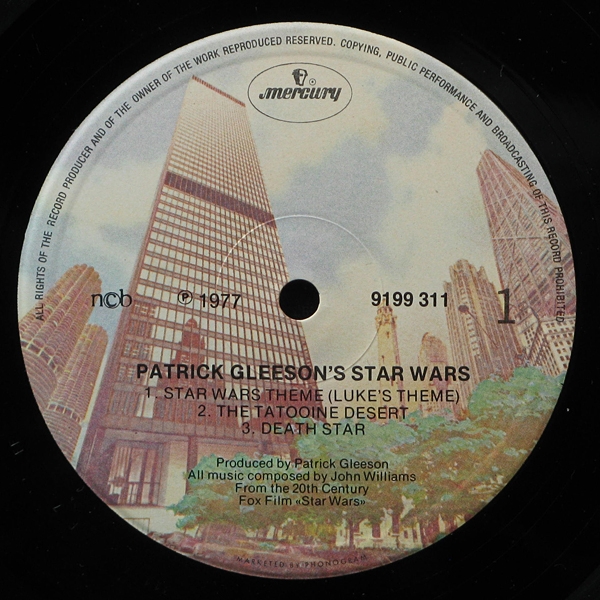 ALL RIGHTS OF THE RECORD PRODUCER AND OF THE OWNER OF THE WORK REPRODUCED RESERVED. COPYING, PUBLIC PERFORMANCE AND BROADCASTING OF THIS RECORD PROHIBITED
mercury
n©b ℗ 1977 9199 311 1
PATRICK GLEESON'S STAR WARS
1. STAR WARS THEME (LUKE'S THEME)
2. THE TATOOINE DESERT
3. DEATH STAR
Produced by Patrick Gleeson
All music composed by John Williams
From the 20th Century
Fox Film «Star Wars»
MARKETED BY PHONOGRAM